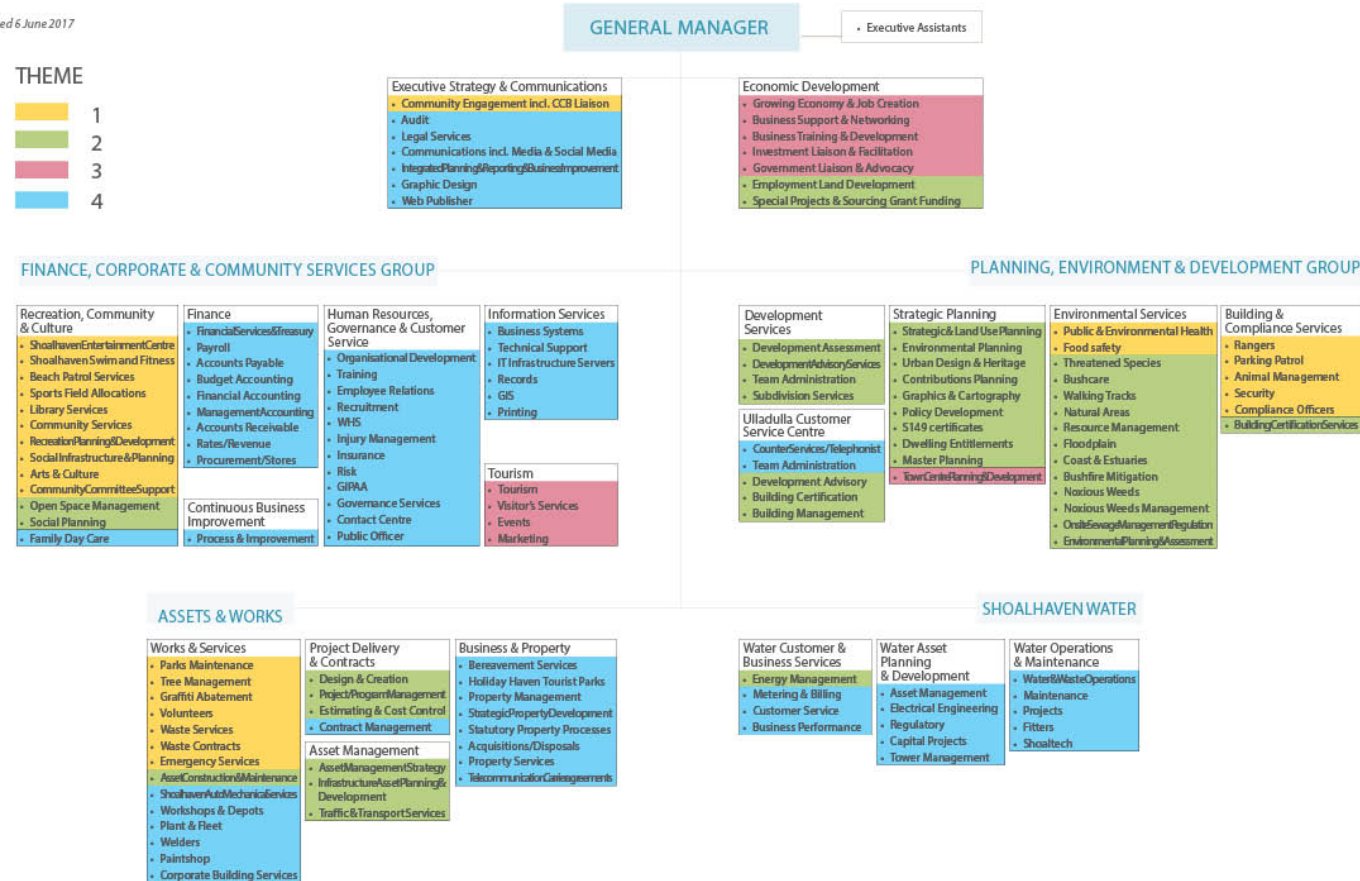 ed 6 June 2017
GENERAL MANAGER
• Executive Assistants
THEME
1
2
3
4
Executive Strategy & Communications
• Community Engagement incl. CCB Liaison
• Audit
• Legal Services
• Communications incl. Media & Social Media
• IntegratedPlanning&Reporting&BusinessImprovement
• Graphic Design
• Web Publisher
Economic Development
• Growing Economy & Job Creation
• Business Support & Networking
• Business Training & Development
• Investment Liaison & Facilitation
• Government Liaison & Advocacy
• Employment Land Development
• Special Projects & Sourcing Grant Funding
FINANCE, CORPORATE & COMMUNITY SERVICES GROUP
Recreation, Community
& Culture
• ShoalhavenEntertainmentCentre
• Shoalhaven Swim and Fitness
• Beach Patrol Services
• Sports Field Allocations
• Library Services
• Community Services
• RecreationPlanning&Development
• Social Infrastructure & Planning
• Arts & Culture
• CommunityCommitteeSupport
• Open Space Management
• Social Planning
• Family Day Care
Finance
• FinancialServices&Treasury
• Payroll
• Accounts Payable
• Budget Accounting
• Financial Accounting
• ManagementAccounting
• Accounts Receivable
• Rates/Revenue
• Procurement/Stores
Continuous Business
Improvement
• Process & Improvement
Human Resources,
Governance & Customer
Service
• Organisational Development
• Training
• Employee Relations
• Recruitment
• WHS
• Injury Management
• Insurance
• Risk
• GIPAA
• Governance Services
• Contact Centre
• Public Officer
Information Services
• Business Systems
• Technical Support
• IT Infrastructure Servers
• Records
• GIS
• Printing
Tourism
• Tourism
• Visitor's Services
• Events
• Marketing
PLANNING, ENVIRONMENT & DEVELOPMENT GROUP
Development
Services
• Development Assessment
• DevelopmentAdvisoryServices
• Team Administration
• Subdivision Services
Ulladulla Customer
Service Centre
• CounterServices/Telephonist
• Team Administration
• Development Advisory
• Building Certification
• Building Management
Strategic Planning
• Strategic & Land Use Planning
• Environmental Planning
• Urban Design & Heritage
• Contributions Planning
• Graphics & Cartography
• Policy Development
• S149 certificates
• Dwelling Entitlements
• Master Planning
• TownCentrePlanning&Development
Environmental Services
• Public & Environmental Health
• Food safety
• Threatened Species
• Bushcare
• Walking Tracks
• Natural Areas
• Resource Management
• Floodplain
• Coast & Estuaries
• Bushfire Mitigation
• Noxious Weeds
• Noxious Weeds Management
• OnsiteSewageManagementRegulation
• EnvironmentalPlanning&Assessment
Building &
Compliance Services
• Rangers
• Parking Patrol
• Animal Management
• Security
• Compliance Officers
• BuildingCertificationServices
ASSETS & WORKS
Works & Services
• Parks Maintenance
• Tree Management
• Graffiti Abatement
• Volunteers
• Waste Services
• Waste Contracts
• Emergency Services
• AssetConstruction&Maintenance
• ShoalhavenAutoMechanicalServices
• Workshops & Depots
• Plant & Fleet
• Welders
• Paintshop
• Corporate Building Services
Project Delivery
& Contracts
• Design & Creation
• Project/ProgramManagement
• Estimating & Cost Control
• Contract Management
Asset Management
• AssetManagementStrategy
• InfrastructureAssetPlanning&
Development
• Traffic&TransportServices
Business & Property
• Bereavement Services
• Holiday Haven Tourist Parks
• Property Management
• StrategicPropertyDevelopment
• Statutory Property Processes
• Acquisitions/Disposals
• Property Services
SHOALHAVEN WATER
Water Customer &
Business Services
• Energy Management
• Metering & Billing
• Customer Service
• Business Performance
Water Asset
Planning
& Development
• Asset Management
• Electrical Engineering
• Regulatory
• Capital Projects
• Tower Management
Water Operations
& Maintenance
• Water&WasteOperations
• Maintenance
• Projects
• Fitters
• Shoaltech